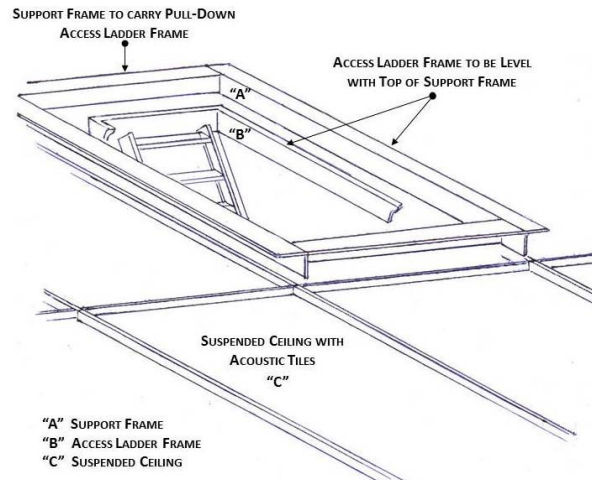 Support Frame to carry Pull-Down
Access Ladder Frame
Access Ladder Frame to be Level
with Top of Support Frame
"A"
"B"
Suspended Ceiling with
Acoustic Tiles
"C"
"A" Support Frame
"B" Access Ladder Frame
"C" Suspended Ceiling